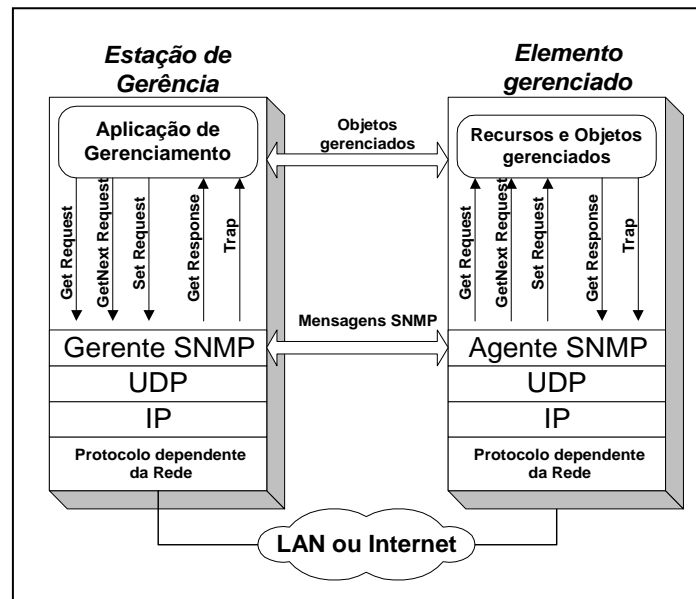 Estação de
Gerência
Aplicação de
Gerenciamento
Get Request
GetNext Request
Set Request
Get Response
Trap
Gerente SNMP
UDP
IP
Protocolo dependente
da Rede
Objetos
gerenciados
Mensagens SNMP
Elemento
gerenciado
Recursos e Objetos
gerenciados
Get Request
GetNext Request
Set Request
Get Response
Trap
Agente SNMP
UDP
IP
Protocolo dependente
da Rede
LAN ou Internet